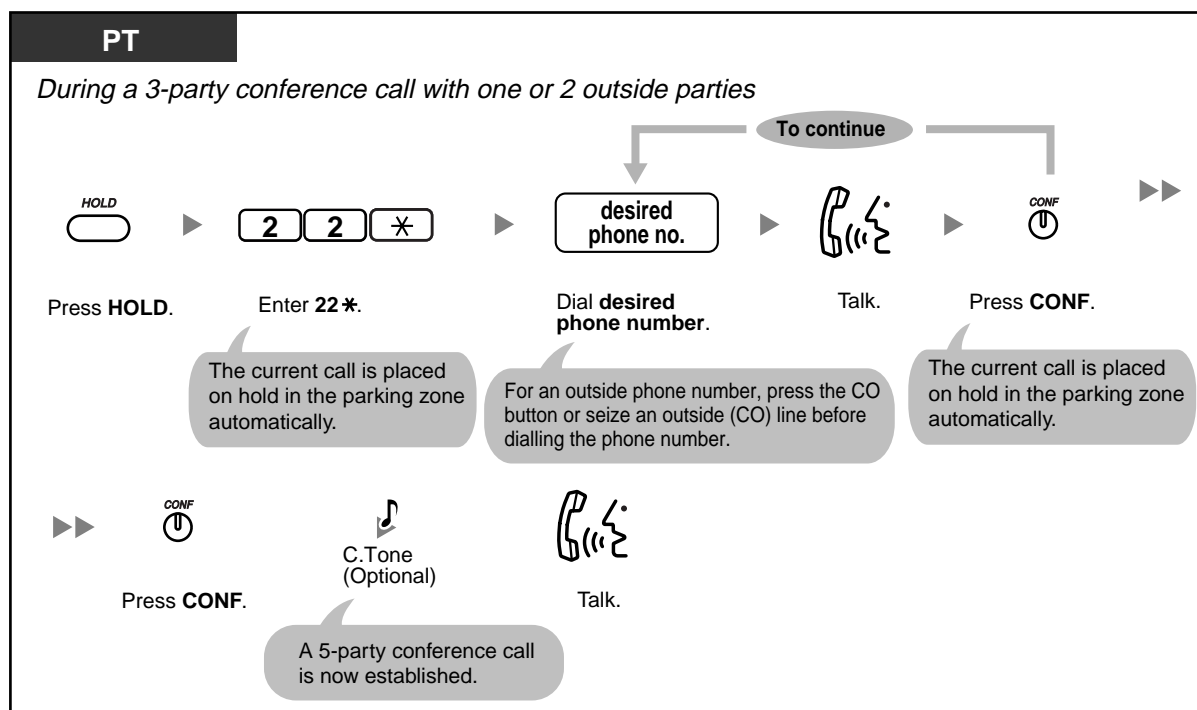 PT
During a 3-party conference call with one or 2 outside parties
To continue
HOLD
2 2 *
desired
phone no.
CONF
Press HOLD.
Enter 22*.
Dial desired
phone number.
Talk.
Press CONF.
The current call is placed
on hold in the parking zone
automatically.
For an outside phone number, press the CO
button or seize an outside (CO) line before
dialling the phone number.
The current call is placed
on hold in the parking zone
automatically.
CONF
C.Tone
(Optional)
Press CONF.
Talk.
A 5-party conference call
is now established.